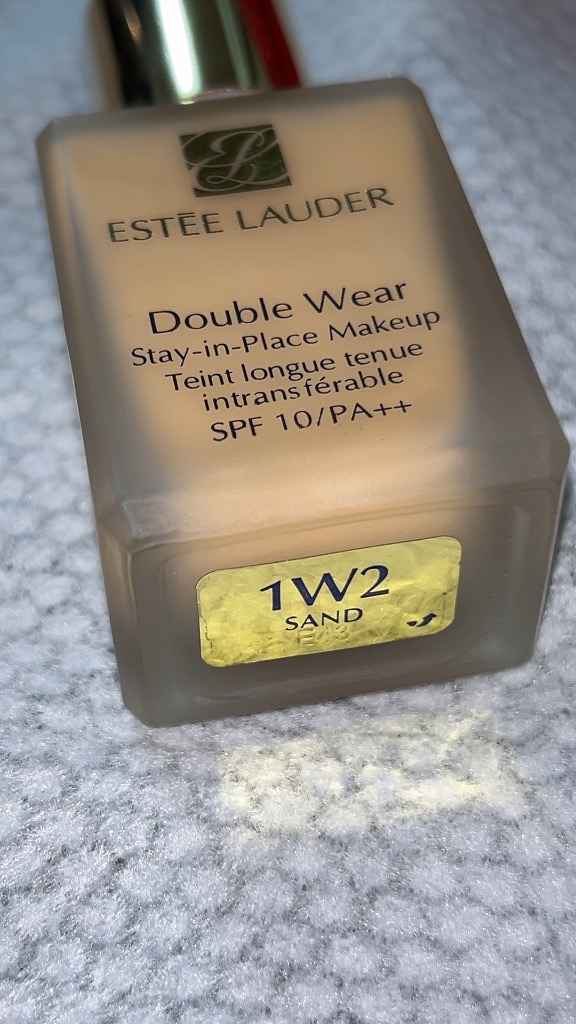 ESTĒE LAUDER
Double Wear
Stay-in-Place Makeup
Teint longue tenue
intransférable
SPF 10/PA++
1W2
SAND